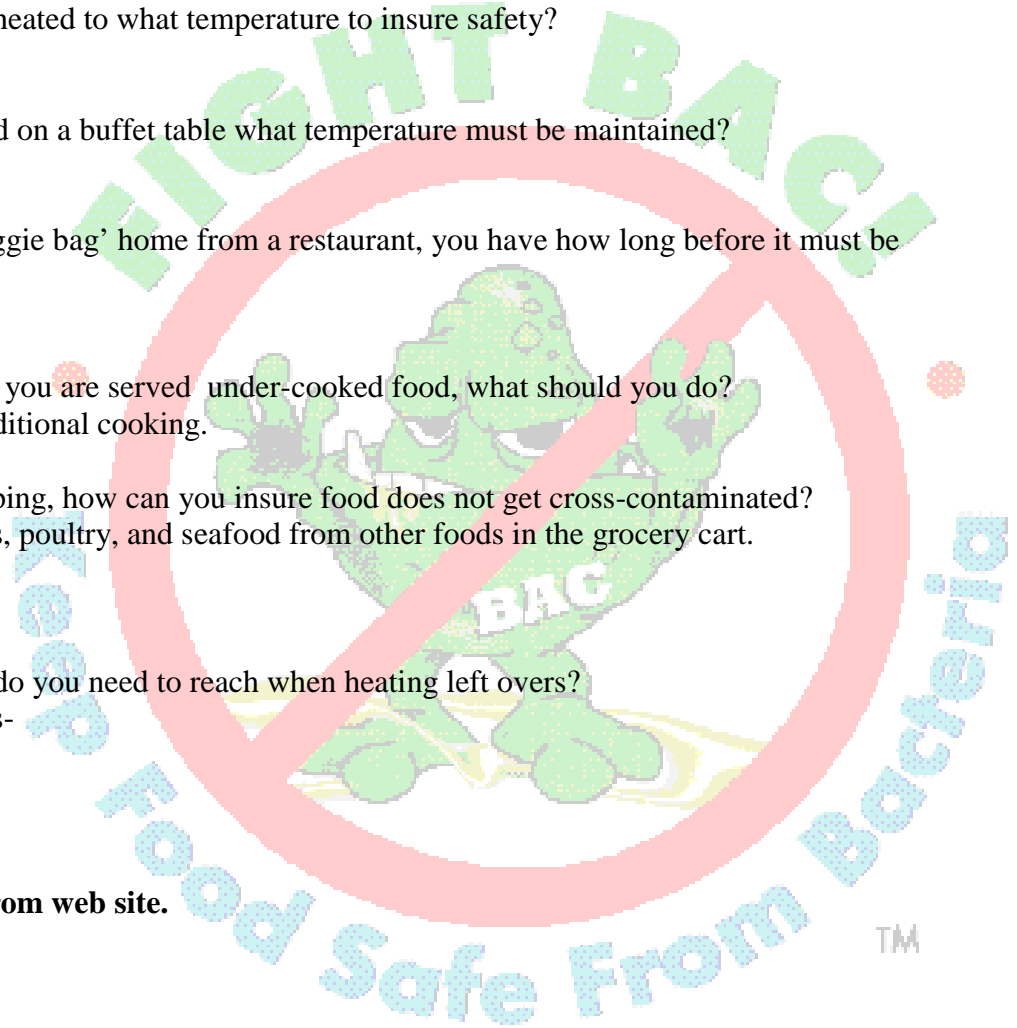 heated to what temperature to insure safety?
d on a buffet table what temperature must be maintained?
ggie bag’ home from a restaurant, you have how long before it must be
you are served  under-cooked food, what should you do?
ditional cooking.
ping, how can you insure food does not get cross-contaminated?
s, poultry, and seafood from other foods in the grocery cart.
do you need to reach when heating left overs?
s-
rom web site.
FIGHT BAC!
BAC
Keep Food Safe From Bacteria
TM